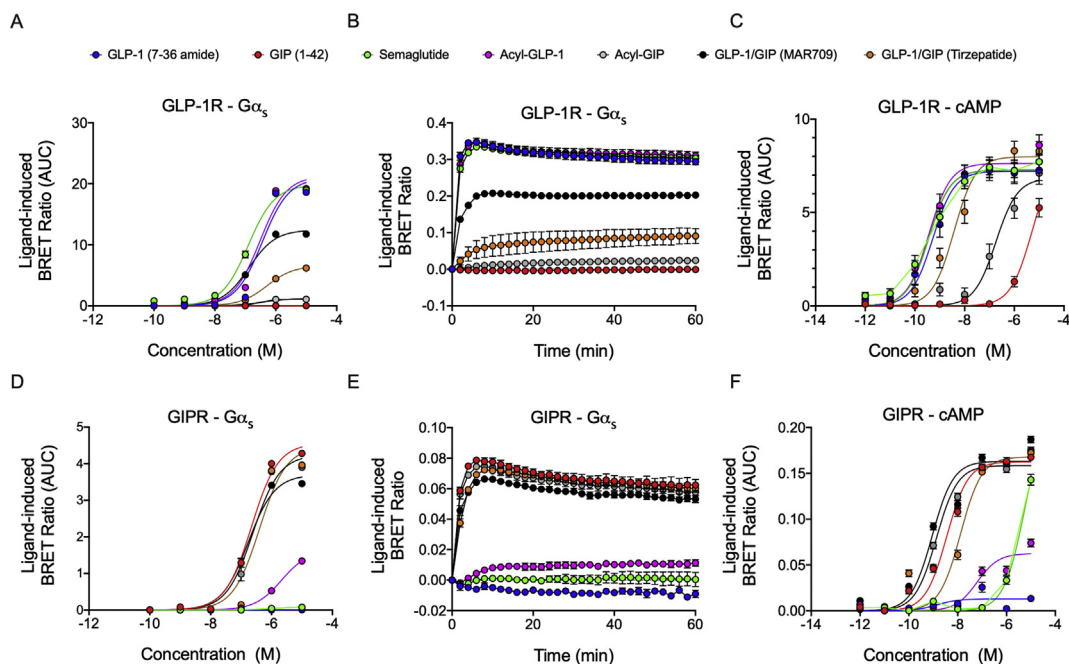 A
B
C
GLP-1 (7-36 amide)
GIP (1-42)
Semaglutide
Acyl-GLP-1
Acyl-GIP
GLP-1/GIP (MAR709)
GLP-1/GIP (Tirzepatide)
GLP-1R - Gαs
Ligand-induced
BRET Ratio (AUC)
30
20
10
0
-12
-10
-8
-6
-4
Concentration (M)
GLP-1R - Gαs
Ligand-induced
BRET Ratio
0.4
0.3
0.2
0.1
0.0
-0.1
0
20
40
60
Time (min)
GLP-1R - cAMP
Ligand-induced
BRET Ratio (AUC)
10
8
6
4
2
0
-14
-12
-10
-8
-6
-4
Concentration (M)
D
E
F
GIPR - Gαs
Ligand-induced
BRET Ratio (AUC)
5
4
3
2
1
0
-12
-10
-8
-6
-4
Concentration (M)
GIPR - Gαs
Ligand-induced
BRET Ratio
0.10
0.08
0.06
0.04
0.02
0.00
-0.02
0
20
40
60
Time (min)
GIPR - cAMP
Ligand-induced
BRET Ratio (AUC)
0.20
0.15
0.10
0.05
0.00
-14
-12
-10
-8
-6
-4
Concentration (M)